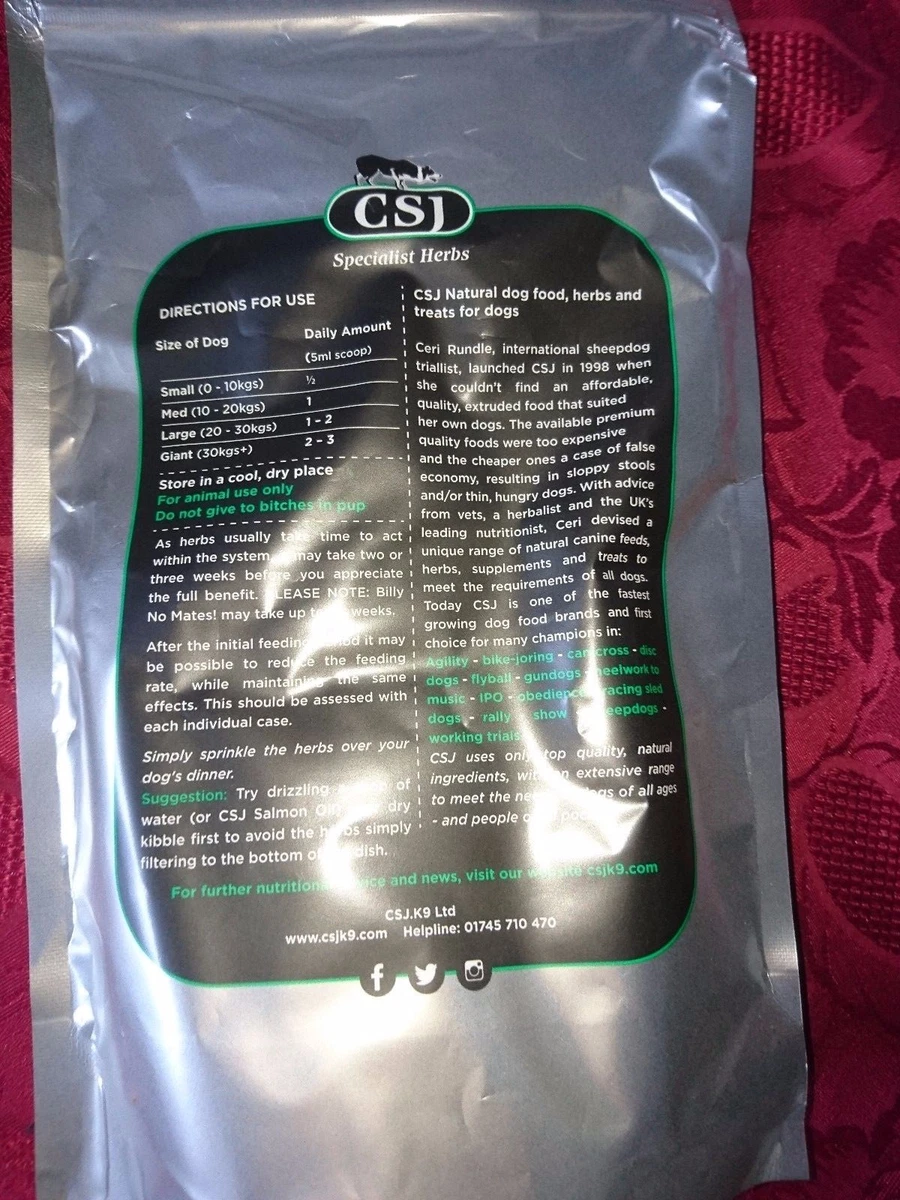 CSJ
Specialist Herbs
DIRECTIONS FOR USE
Size of Dog Daily Amount
(5ml scoop)
Small (0 - 10kgs) ½
Med (10 - 20kgs) 1
Large (20 - 30kgs) 1 - 2
Giant (30kgs+) 2 - 3
Store in a cool, dry place
For animal use only
Do not give to bitches in pup
As herbs usually take time to act
within the system, may take two or
three weeks before you appreciate
the full benefit. PLEASE NOTE: Billy
No Mates! may take up to weeks.
After the initial feeding it may
be possible to reduce the feeding
rate, while maintaining the same
effects. This should be assessed with
each individual case.
Simply sprinkle the herbs over your
dog's dinner.
Suggestion: Try drizzling of
water (or CSJ Salmon Oil) dry
kibble first to avoid the herbs simply
filtering to the bottom of dish.
CSJ Natural dog food, herbs and
treats for dogs
Ceri Rundle, international sheepdog
triallist, launched CSJ in 1998 when
she couldn't find an affordable,
quality, extruded food that suited
her own dogs. The available premium
quality foods were too expensive
and the cheaper ones a case of false
economy, resulting in sloppy stools
and/or thin, hungry dogs. With advice
from vets, a herbalist and the UK's
leading nutritionist, Ceri devised a
unique range of natural canine feeds,
herbs, supplements and treats to
meet the requirements of all dogs.
Today CSJ is one of the fastest
growing dog food brands and first
choice for many champions in:
Agility - bike-joring - canicross - disc
dogs - flyball - gundogs - heelwork to
music - IPO - obedience - racing sled
dogs - rally - show - sheepdogs -
working trials
CSJ uses only top quality, natural
ingredients, with an extensive range
to meet the needs dogs of all ages
- and people
For further nutritional advice and news, visit our website csjk9.com
CSJ.K9 Ltd
www.csjk9.com Helpline: 01745 710 470